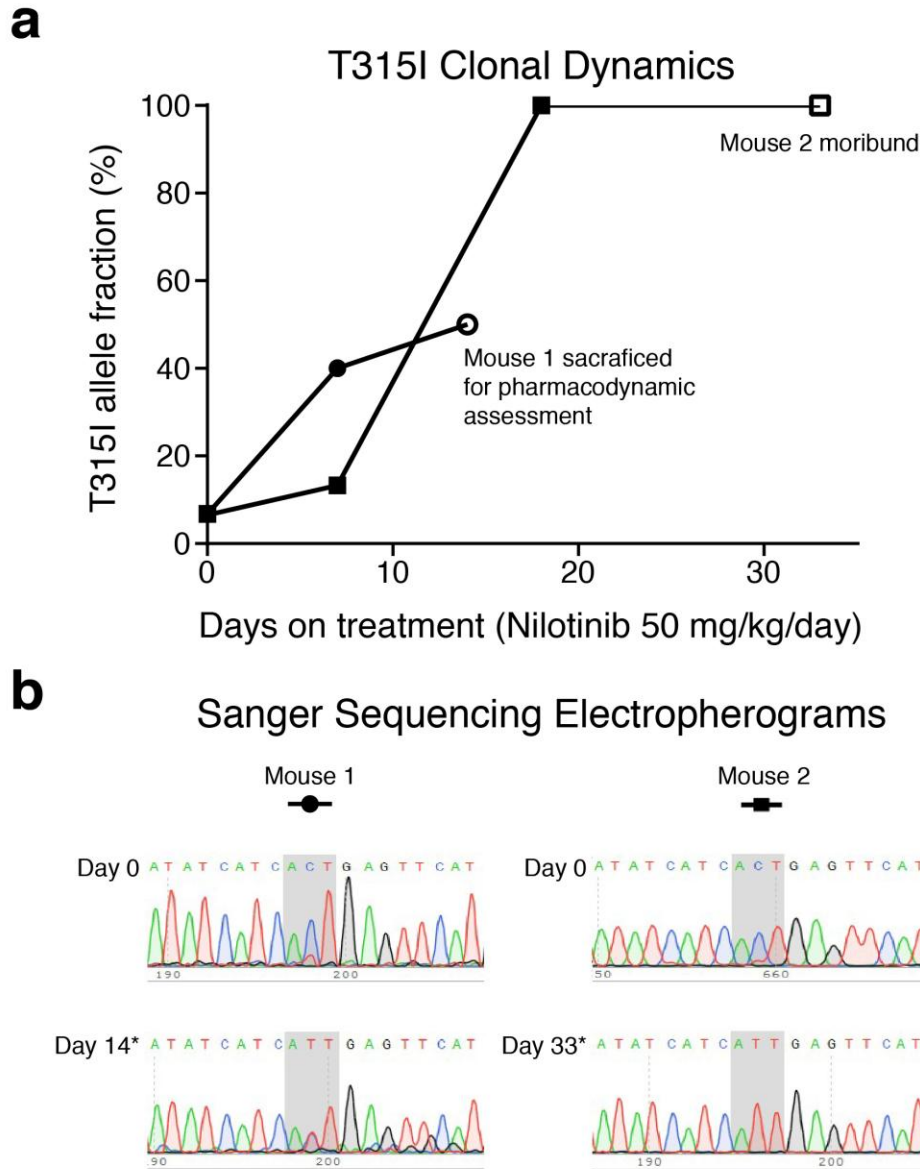 a
T315I Clonal Dynamics
100
80
60
40
20
0
T315I allele fraction (%)
Mouse 2 moribund
Mouse 1 sacraficed
for pharmacodynamic
assessment
0 10 20 30
Days on treatment (Nilotinib 50 mg/kg/day)
b
Sanger Sequencing Electropherograms
Mouse 1
Mouse 2
Day 0 A T A T C A T C A C T G A G T T C A T
190 200
Day 0 A T A T C A T C A C T G A G T T C A T
50 660
Day 14* A T A T C A T C A T T G A G T T C A T
90 200
Day 33* A T A T C A T C A T T G A G T T C A T
190 200